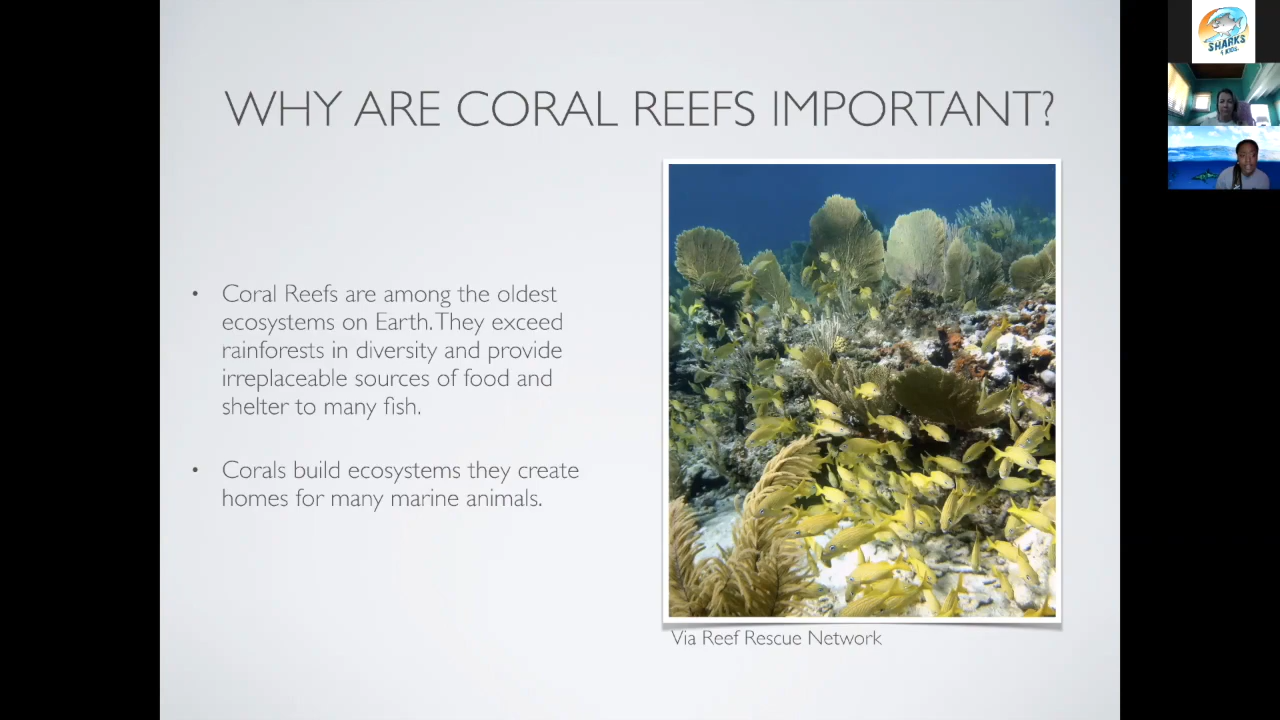 WHY ARE CORAL REEFS IMPORTANT?
• Coral Reefs are among the oldest
ecosystems on Earth. They exceed
rainforests in diversity and provide
irreplaceable sources of food and
shelter to many fish.
• Corals build ecosystems they create
homes for many marine animals.
Via Reef Rescue Network
SHARKS
4 KIDS